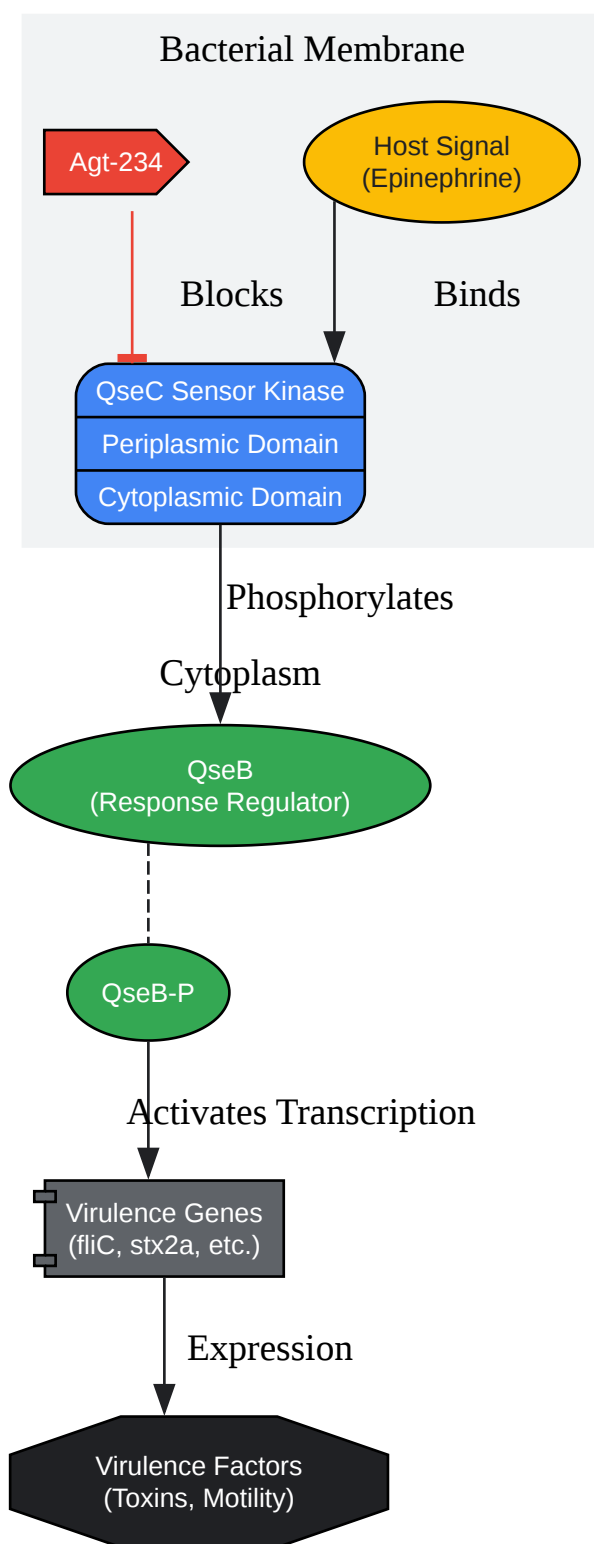 Bacterial Membrane
Agt-234
Host Signal
(Epinephrine)
Blocks
Binds
QseC Sensor Kinase
Periplasmic Domain
Cytoplasmic Domain
Phosphorylates
Cytoplasm
QseB
(Response Regulator)
QseB-P
Activates Transcription
Virulence Genes
(fliC, stx2a, etc.)
Expression
Virulence Factors
(Toxins, Motility)